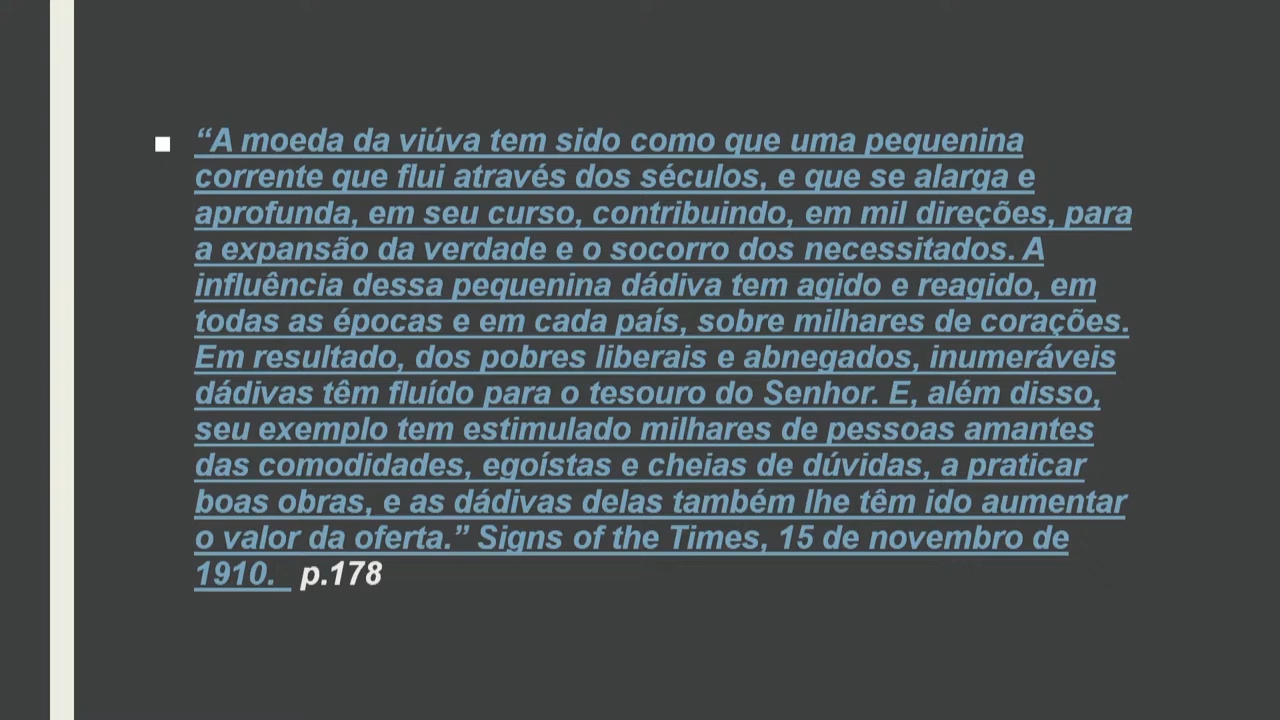 “A moeda da viúva tem sido como que uma pequenina
corrente que flui através dos séculos, e que se alarga e
aprofunda, em seu curso, contribuindo, em mil direções, para
a expansão da verdade e o socorro dos necessitados. A
influência dessa pequenina dádiva tem agido e reagido, em
todas as épocas e em cada país, sobre milhares de corações.
Em resultado, dos pobres liberais e abnegados, inumeráveis
dádivas têm fluído para o tesouro do Senhor. E, além disso,
seu exemplo tem estimulado milhares de pessoas amantes
das comodidades, egoístas e cheias de dúvidas, a praticar
boas obras, e as dádivas delas também lhe têm ido aumentar
o valor da oferta.” Signs of the Times, 15 de novembro de
1910. p.178